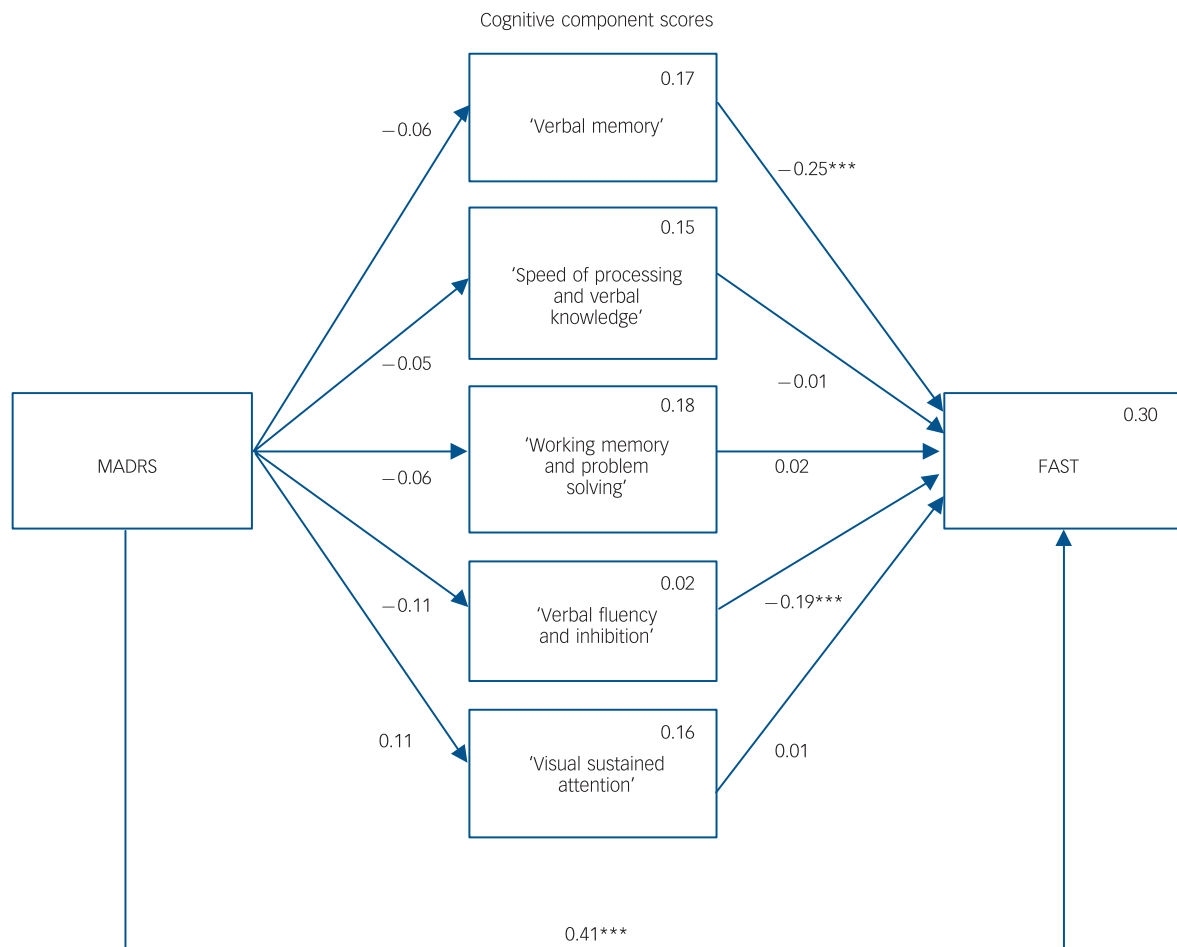 Cognitive component scores
0.17
‘Verbal memory’
−0.06
−0.25***
0.15
‘Speed of processing
and verbal
knowledge’
−0.05
−0.01
MADRS
0.18
‘Working memory
and problem
solving’
−0.06
0.02
0.30
FAST
0.02
‘Verbal fluency
and inhibition’
−0.11
−0.19***
0.16
‘Visual sustained
attention’
0.11
0.01
0.41***